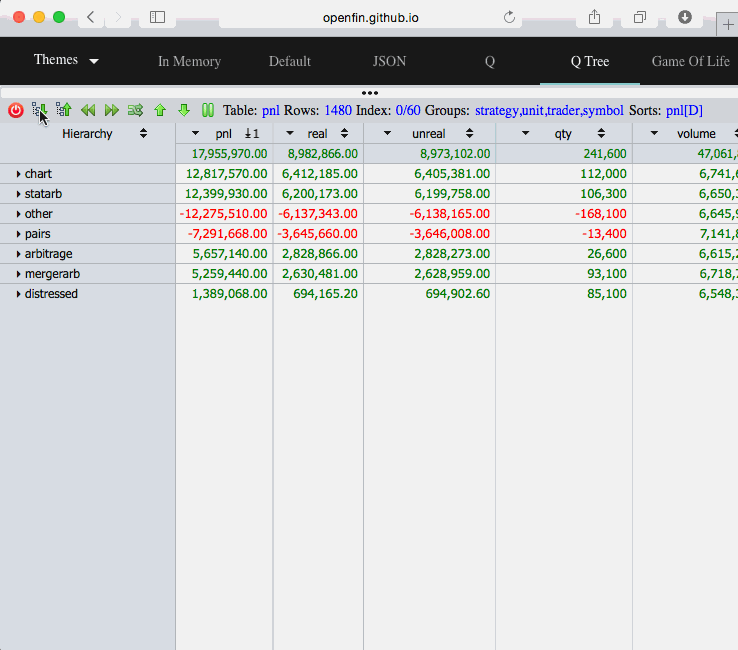 openfin.github.io
Themes In Memory Default JSON Q Q Tree Game Of Life
Table: pnl Rows: 1480 Index: 0/60 Groups: strategy,unit,trader,symbol Sorts: pnl[D]
Hierarchy pnl 1 real unreal qty volume
17,955,970.00 8,982,866.00 8,973,102.00 241,600 47,061,
chart 12,817,570.00 6,412,185.00 6,405,381.00 112,000 6,741,
statarb 12,399,930.00 6,200,173.00 6,199,758.00 106,300 6,650,
other -12,275,510.00 -6,137,343.00 -6,138,165.00 -168,100 6,645,
pairs -7,291,668.00 -3,645,660.00 -3,646,008.00 -13,400 7,141,
arbitrage 5,657,140.00 2,828,866.00 2,828,273.00 26,600 6,615,
mergerarb 5,259,440.00 2,630,481.00 2,628,959.00 93,100 6,718,
distressed 1,389,068.00 694,165.20 694,902.60 85,100 6,548,